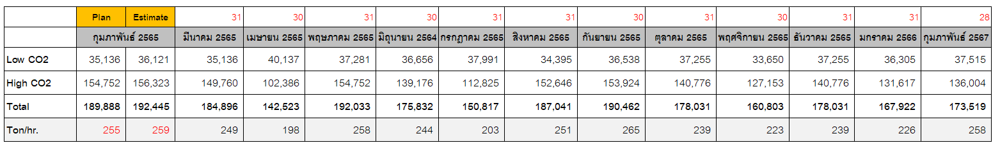 Plan Estimate 31 30 31 30 31 31 30 31 30 31 31 28
กุมภาพันธ์ 2565 มีนาคม 2565 เมษายน 2565 พฤษภาคม 2565 มิถุนายน 2564 กรกฎาคม 2565 สิงหาคม 2565 กันยายน 2565 ตุลาคม 2565 พฤศจิกายน 2565 ธันวาคม 2565 มกราคม 2566 กุมภาพันธ์ 2567
Low CO2 35,136 36,121 35,136 40,137 37,281 36,656 37,991 34,395 36,538 37,255 33,650 37,255 36,305 37,515
High CO2 154,752 156,323 149,760 102,386 154,752 139,176 112,825 152,646 153,924 140,776 127,153 140,776 131,617 136,004
Total 189,888 192,445 184,896 142,523 192,033 175,832 150,817 187,041 190,462 178,031 160,803 178,031 167,922 173,519
Ton/hr. 255 259 249 198 258 244 203 251 265 239 223 239 226 258